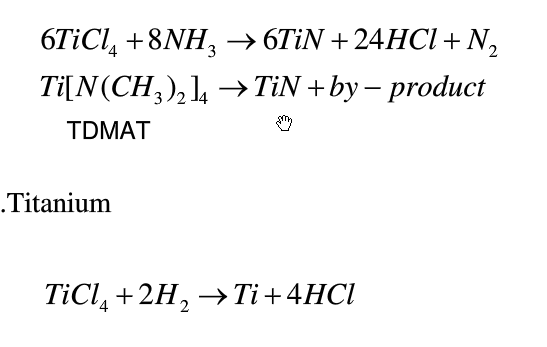 6TiCl₄ + 8NH₃ → 6TiN + 24HCl + N₂
Ti[N(CH₃)₂]₄ → TiN + by − product
TDMAT
.Titanium
TiCl₄ + 2H₂ → Ti + 4HCl